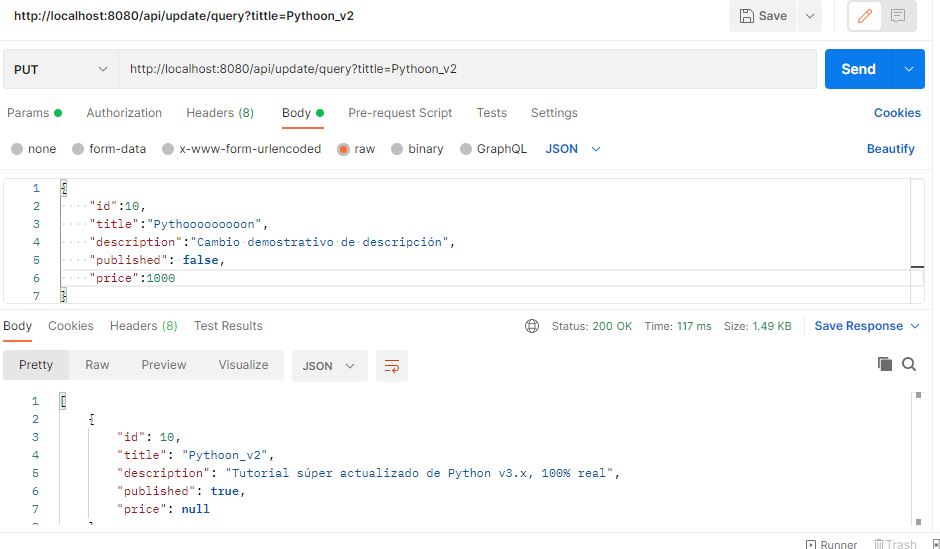 http://localhost:8080/api/update/query?tittle=Pythoon_v2 Save
PUT http://localhost:8080/api/update/query?tittle=Pythoon_v2 Send
Params Authorization Headers (8) Body Pre-request Script Tests Settings Cookies
none form-data x-www-form-urlencoded raw binary GraphQL JSON Beautify
1 {
2 "id":10,
3 "title":"Pythooooooooon",
4 "description":"Cambio demostrativo de descripción",
5 "published": false,
6 "price":1000
7 }
Body Cookies Headers (8) Test Results Status: 200 OK Time: 117 ms Size: 1.49 KB Save Response
Pretty Raw Preview Visualize JSON
1 [
2 {
3 "id": 10,
4 "title": "Pythoon_v2",
5 "description": "Tutorial súper actualizado de Python v3.x, 100% real",
6 "published": true,
7 "price": null
Runner Trash